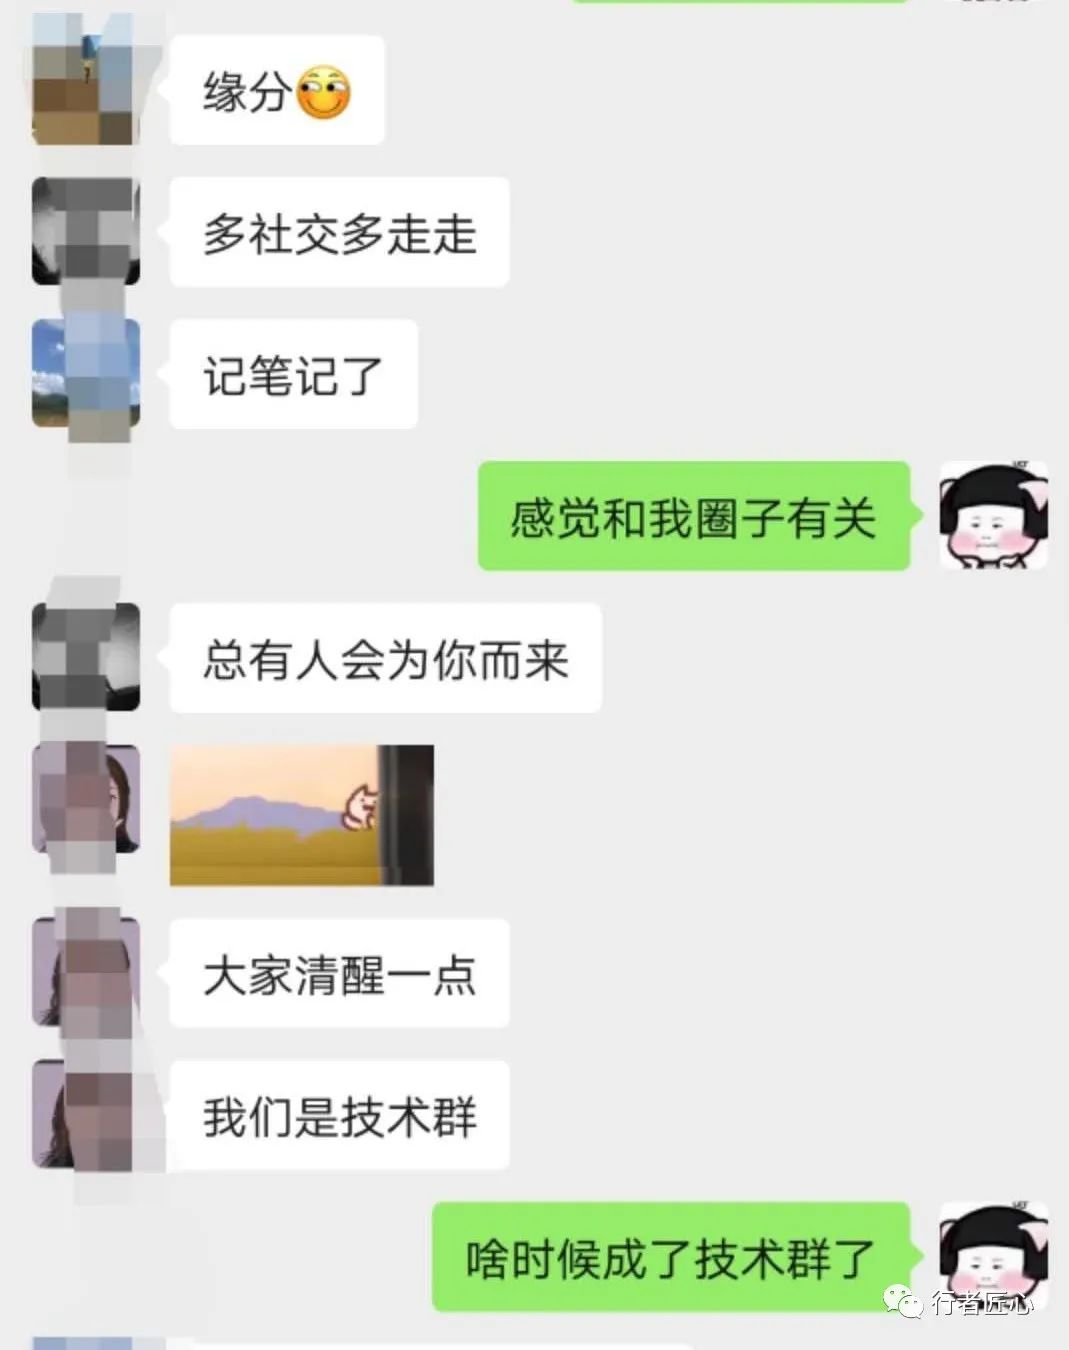 缘分
多社交多走走
记笔记了
感觉和我圈子有关
总有人会为你而来
大家清醒一点
我们是技术群
啥时候成了技术群了
行者匠心